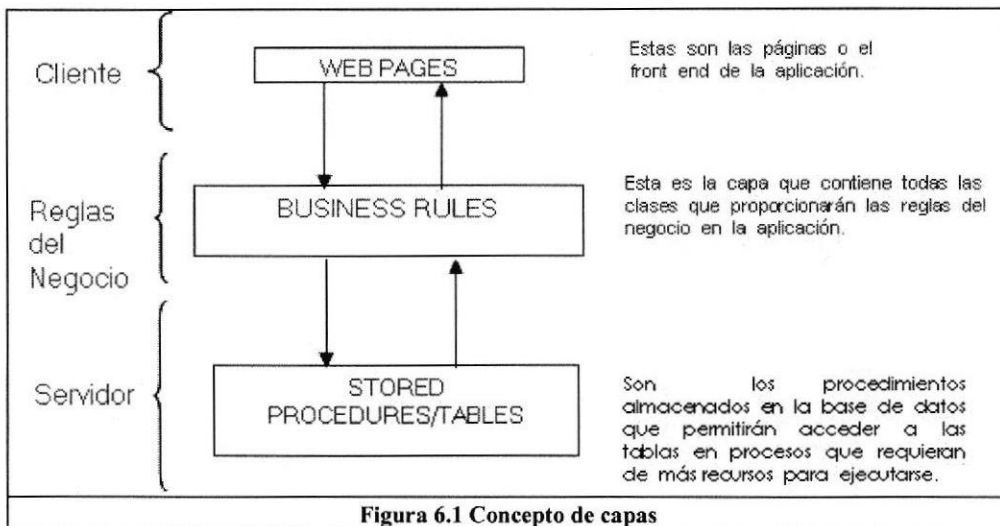 Cliente
WEB PAGES
Estas son las páginas o el
front end de la aplicación.
Reglas
del
Negocio
BUSINESS RULES
Esta es la capa que contiene todas las
clases que proporcionarán las reglas del
negocio en la aplicación.
Servidor
STORED
PROCEDURES/TABLES
Son los procedimientos
almacenados en la base de datos
que permitirán acceder a las
tablas en procesos que requieran
de más recursos para ejecutarse.
Figura 6.1 Concepto de capas